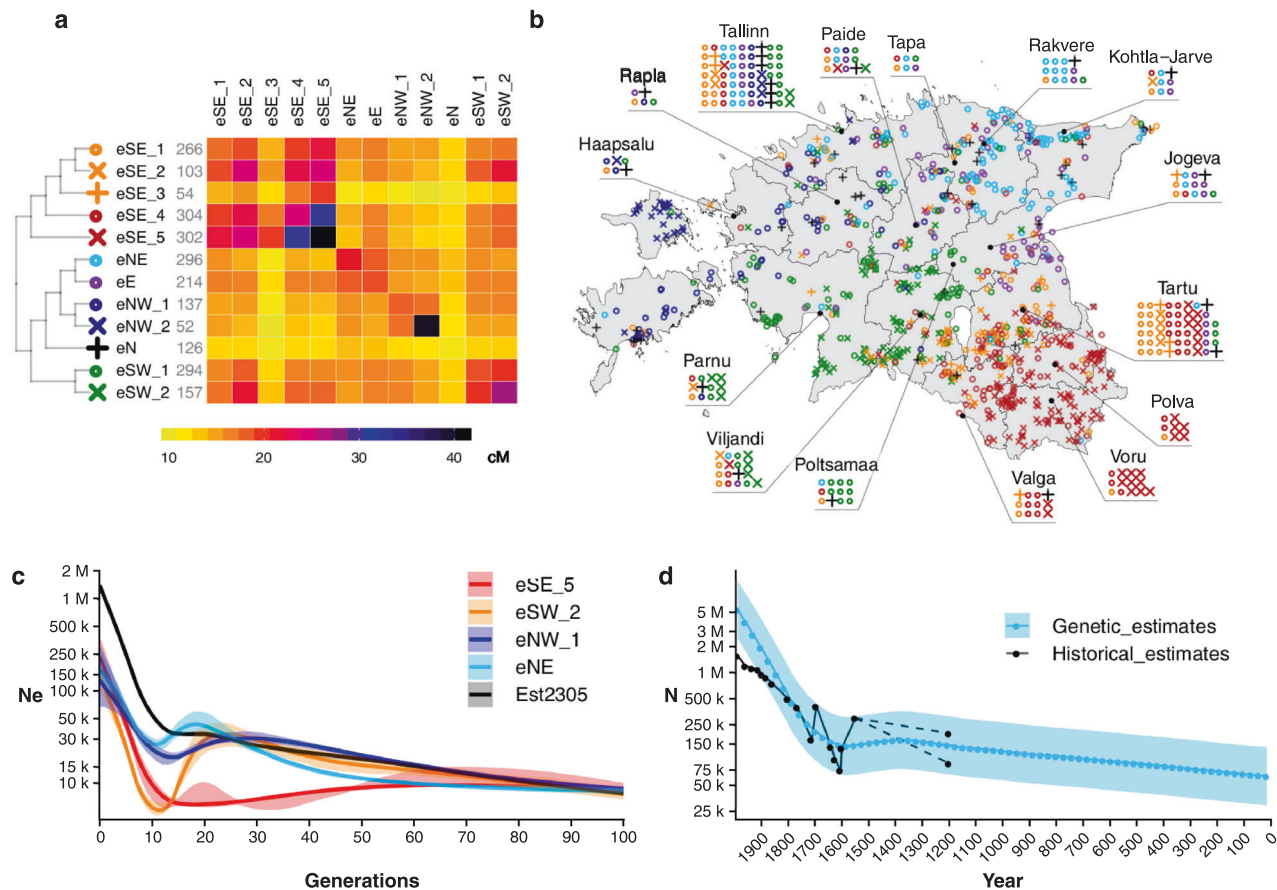 a
eSE_1 eSE_2 eSE_3 eSE_4 eSE_5 eNE eE eNW_1 eNW_2 eN eSW_1 eSW_2
eSE_1 266
eSE_2 103
eSE_3 54
eSE_4 304
eSE_5 302
eNE 296
eE 214
eNW_1 137
eNW_2 52
eN 126
eSW_1 294
eSW_2 157
10 20 30 40 cM
b
Tallinn
Paide
Tapa
Rakvere
Kohtla-Jarve
Rapla
Haapsalu
Jogeva
Tartu
Parnu
Polva
Viljandi
Poltsamaa
Valga
Voru
c
2 M
1 M
500 k
250 k
150 k
100 k
50 k
30 k
15 k
10 k
Ne
eSE_5
eSW_2
eNW_1
eNE
Est2305
0 10 20 30 40 50 60 70 80 90 100
Generations
d
5 M
3 M
2 M
1 M
500 k
250 k
150 k
75 k
50 k
25 k
N
Genetic_estimates
Historical_estimates
1900 1800 1700 1600 1500 1400 1300 1200 1100 1000 900 800 700 600 500 400 300 200 100 0
Year